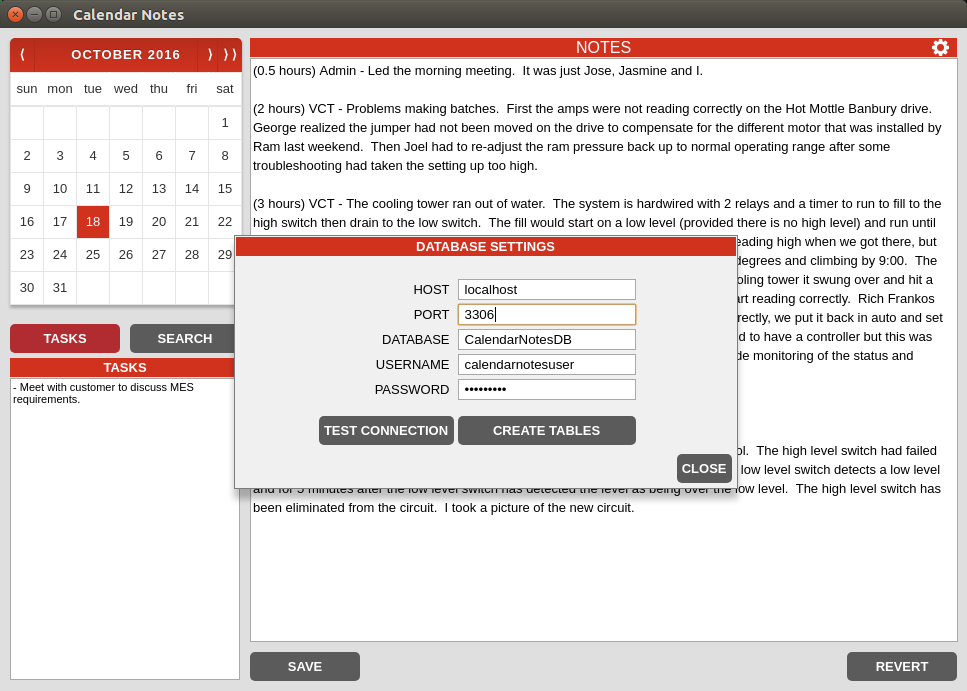 Calendar Notes
⟨ OCTOBER 2016 ⟩ ⟩⟩
sun mon tue wed thu fri sat
1
2 3 4 5 6 7 8
9 10 11 12 13 14 15
16 17 18 19 20 21 22
23 24 25 26 27 28 29
30 31
TASKS SEARCH
TASKS
- Meet with customer to discuss MES
requirements.
NOTES
(0.5 hours) Admin - Led the morning meeting.  It was just Jose, Jasmine and I.
(2 hours) VCT - Problems making batches.  First the amps were not reading correctly on the Hot Mottle Banbury drive.
George realized the jumper had not been moved on the drive to compensate for the different motor that was installed by
Ram last weekend.  Then Joel had to re-adjust the ram pressure back up to normal operating range after some
troubleshooting had taken the setting up too high.
(3 hours) VCT - The cooling tower ran out of water.  The system is hardwired with 2 relays and a timer to run to fill to the
high switch then drain to the low switch.  The fill would start on a low level (provided there is no high level) and run until
eading high when we got there, but
degrees and climbing by 9:00.  The
oling tower it swung over and hit a
art reading correctly.  Rich Frankos
rectly, we put it back in auto and set
d to have a controller but this was
de monitoring of the status and
ol.  The high level switch had failed
low level switch detects a low level
and for 5 minutes after the low level switch has detected the level as being over the low level.  The high level switch has
been eliminated from the circuit.  I took a picture of the new circuit.
DATABASE SETTINGS
HOST localhost
PORT 3306
DATABASE CalendarNotesDB
USERNAME calendarnotesuser
PASSWORD •••••••••
TEST CONNECTION CREATE TABLES
CLOSE
SAVE REVERT